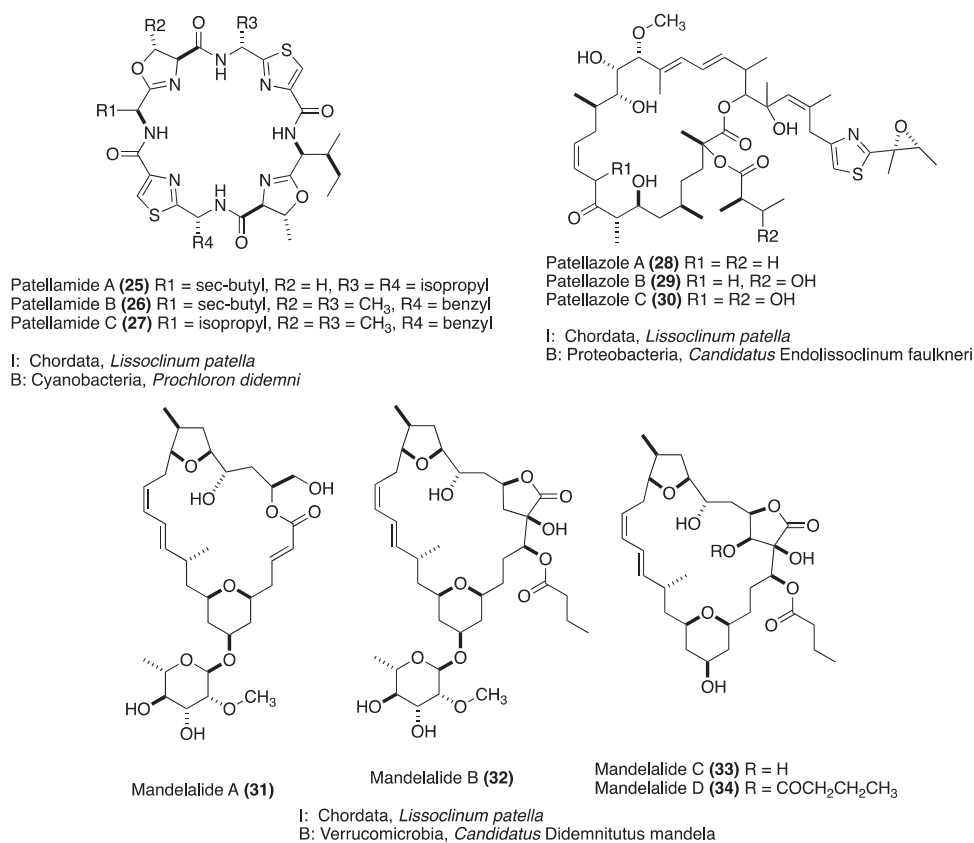 R2
O
R3
N
H
S
O
N
N
R1
O
NH
HN
O
N
N
H
N
O
S
R4
O
Patellamide A (25) R1 = sec-butyl, R2 = H, R3 = R4 = isopropyl
Patellamide B (26) R1 = sec-butyl, R2 = R3 = CH3, R4 = benzyl
Patellamide C (27) R1 = isopropyl, R2 = R3 = CH3, R4 = benzyl
I: Chordata, Lissoclinum patella
B: Cyanobacteria, Prochloron didemni
CH3
O
HO
OH
O
O
OH
N
S
O
O
O
R1
OH
O
R2
Patellazole A (28) R1 = R2 = H
Patellazole B (29) R1 = H, R2 = OH
Patellazole C (30) R1 = R2 = OH
I: Chordata, Lissoclinum patella
B: Proteobacteria, Candidatus Endolissoclinum faulkneri
O
HO
OH
O
O
O
O
O
HO
OH
O
CH3
Mandelalide A (31)
O
HO
O
O
OH
O
O
O
O
O
HO
OH
O
CH3
Mandelalide B (32)
O
HO
O
O
RO
OH
O
O
O
OH
Mandelalide C (33) R = H
Mandelalide D (34) R = COCH2CH2CH3
I: Chordata, Lissoclinum patella
B: Verrucomicrobia, Candidatus Didemnitutus mandela